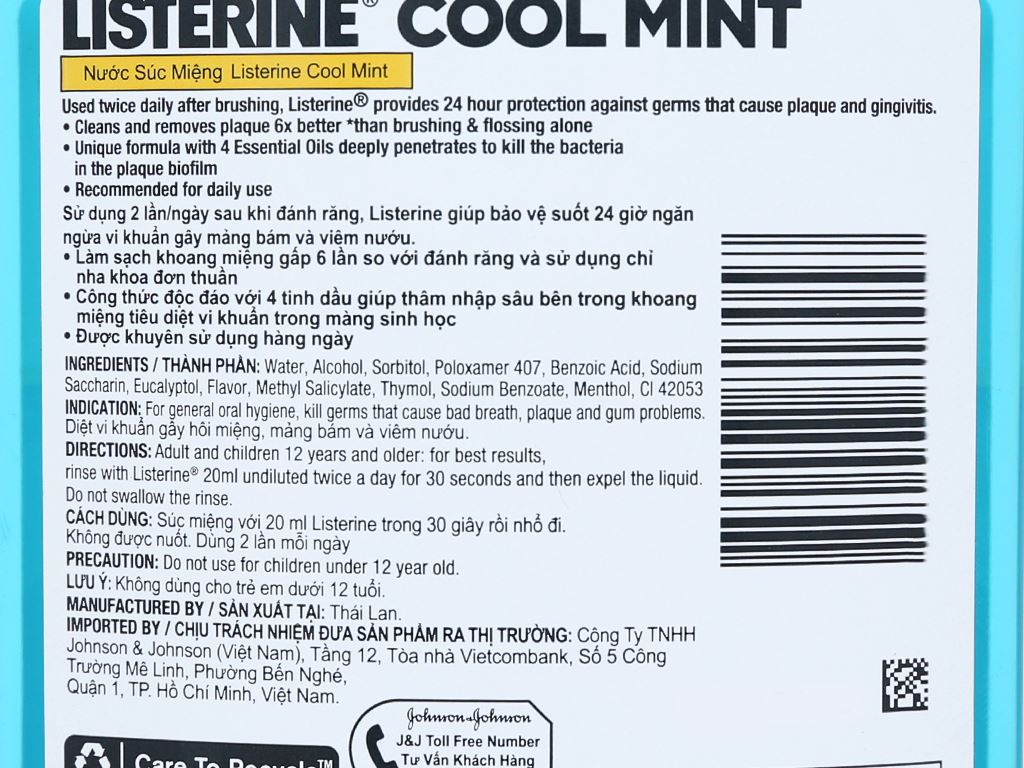 LISTERINE® COOL MINT
Nước Súc Miệng Listerine Cool Mint
Used twice daily after brushing, Listerine® provides 24 hour protection against germs that cause plaque and gingivitis.
• Cleans and removes plaque 6x better *than brushing & flossing alone
• Unique formula with 4 Essential Oils deeply penetrates to kill the bacteria
in the plaque biofilm
• Recommended for daily use
Sử dụng 2 lần/ngày sau khi đánh răng, Listerine giúp bảo vệ suốt 24 giờ ngăn
ngừa vi khuẩn gây mảng bám và viêm nướu.
• Làm sạch khoang miệng gấp 6 lần so với đánh răng và sử dụng chỉ
nha khoa đơn thuần
• Công thức độc đáo với 4 tinh dầu giúp thâm nhập sâu bên trong khoang
miệng tiêu diệt vi khuẩn trong màng sinh học
• Được khuyên sử dụng hàng ngày
INGREDIENTS / THÀNH PHẦN: Water, Alcohol, Sorbitol, Poloxamer 407, Benzoic Acid, Sodium
Saccharin, Eucalyptol, Flavor, Methyl Salicylate, Thymol, Sodium Benzoate, Menthol, CI 42053
INDICATION: For general oral hygiene, kill germs that cause bad breath, plaque and gum problems.
Diệt vi khuẩn gây hôi miệng, mảng bám và viêm nướu.
DIRECTIONS: Adult and children 12 years and older: for best results,
rinse with Listerine® 20ml undiluted twice a day for 30 seconds and then expel the liquid.
Do not swallow the rinse.
CÁCH DÙNG: Súc miệng với 20 ml Listerine trong 30 giây rồi nhổ đi.
Không được nuốt. Dùng 2 lần mỗi ngày
PRECAUTION: Do not use for children under 12 year old.
LƯU Ý: Không dùng cho trẻ em dưới 12 tuổi.
MANUFACTURED BY / SẢN XUẤT TẠI: Thái Lan.
IMPORTED BY / CHỊU TRÁCH NHIỆM ĐƯA SẢN PHẨM RA THỊ TRƯỜNG: Công Ty TNHH
Johnson & Johnson (Việt Nam), Tầng 12, Tòa nhà Vietcombank, Số 5 Công
Trường Mê Linh, Phường Bến Nghé,
Quận 1, TP. Hồ Chí Minh, Việt Nam.
Johnson & Johnson
J&J Toll Free Number
Tư Vấn Khách Hàng
Care To Recycle™